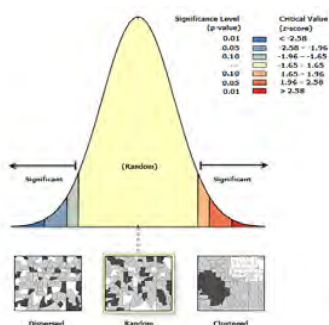 Significance Level Critical Value
(p-value) (z-score)
0.01 < -2.58
0.05 -2.58 - -1.96
0.10 -1.96 - -1.65
--- -1.65 - 1.65
0.10 1.65 - 1.96
0.05 1.96 - 2.58
0.01 > 2.58
(Random)
Significant Significant
Dispersed Random Clustered